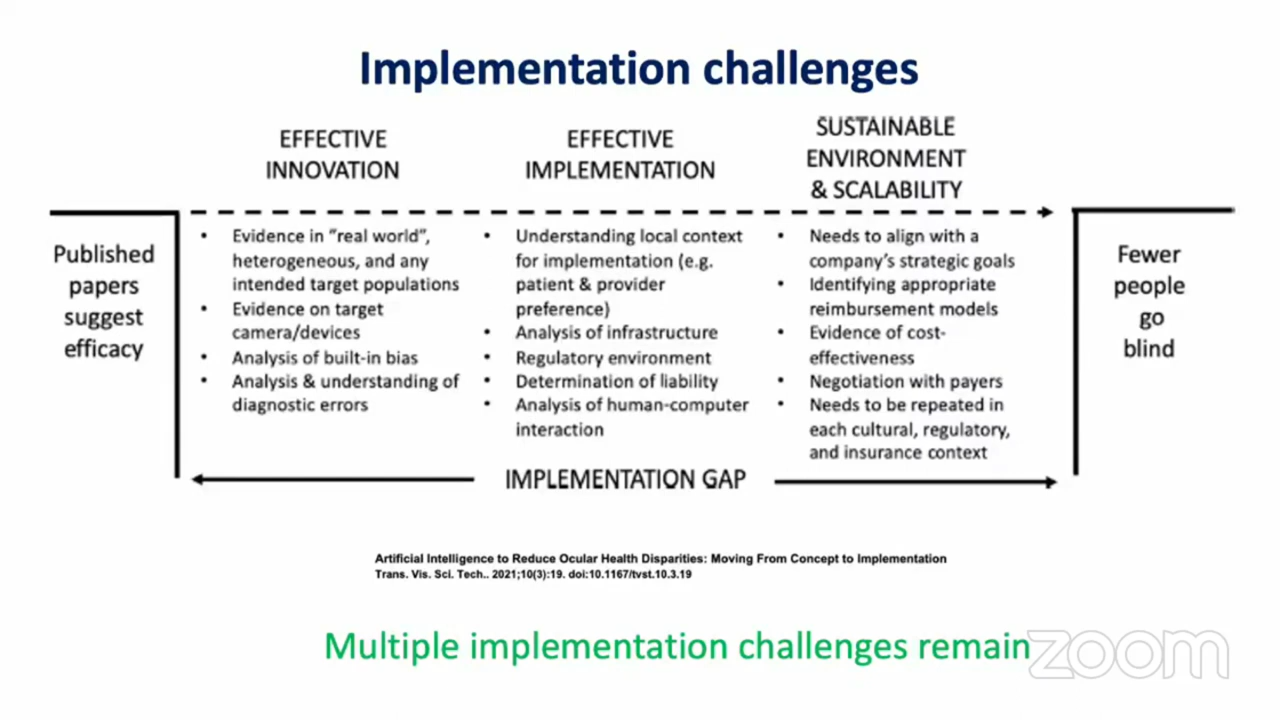 Implementation challenges
EFFECTIVE
INNOVATION
EFFECTIVE
IMPLEMENTATION
SUSTAINABLE
ENVIRONMENT
& SCALABILITY
Published
papers
suggest
efficacy
• Evidence in "real world",
heterogeneous, and any
intended target populations
• Evidence on target
camera/devices
• Analysis of built-in bias
• Analysis & understanding of
diagnostic errors
• Understanding local context
for implementation (e.g.
patient & provider
preference)
• Analysis of infrastructure
• Regulatory environment
• Determination of liability
• Analysis of human-computer
interaction
• Needs to align with a
company's strategic goals
• Identifying appropriate
reimbursement models
• Evidence of cost-
effectiveness
• Negotiation with payers
• Needs to be repeated in
each cultural, regulatory,
and insurance context
Fewer
people
go
blind
IMPLEMENTATION GAP
Artificial Intelligence to Reduce Ocular Health Disparities: Moving From Concept to Implementation
Trans. Vis. Sci. Tech.. 2021;10(3):19. doi:10.1167/tvst.10.3.19
Multiple implementation challenges remain
zoom